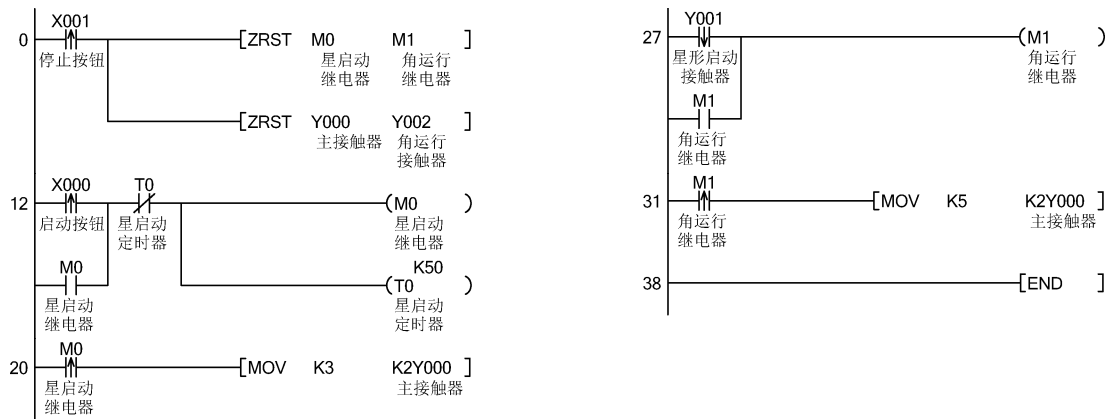 X001
0
[ZRST M0 M1 ]
停止按钮
星启动
继电器
角运行
继电器
[ZRST Y000 Y002 ]
主接触器
角运行
接触器
X000
T0
12
(M0 )
启动按钮
星启动
定时器
星启动
继电器
M0
K50
(T0 )
星启动
继电器
星启动
定时器
M0
20
[MOV K3 K2Y000 ]
星启动
继电器
主接触器
Y001
27
(M1 )
星形启动
接触器
角运行
继电器
M1
角运行
继电器
M1
31
[MOV K5 K2Y000 ]
角运行
继电器
主接触器
38
[END ]